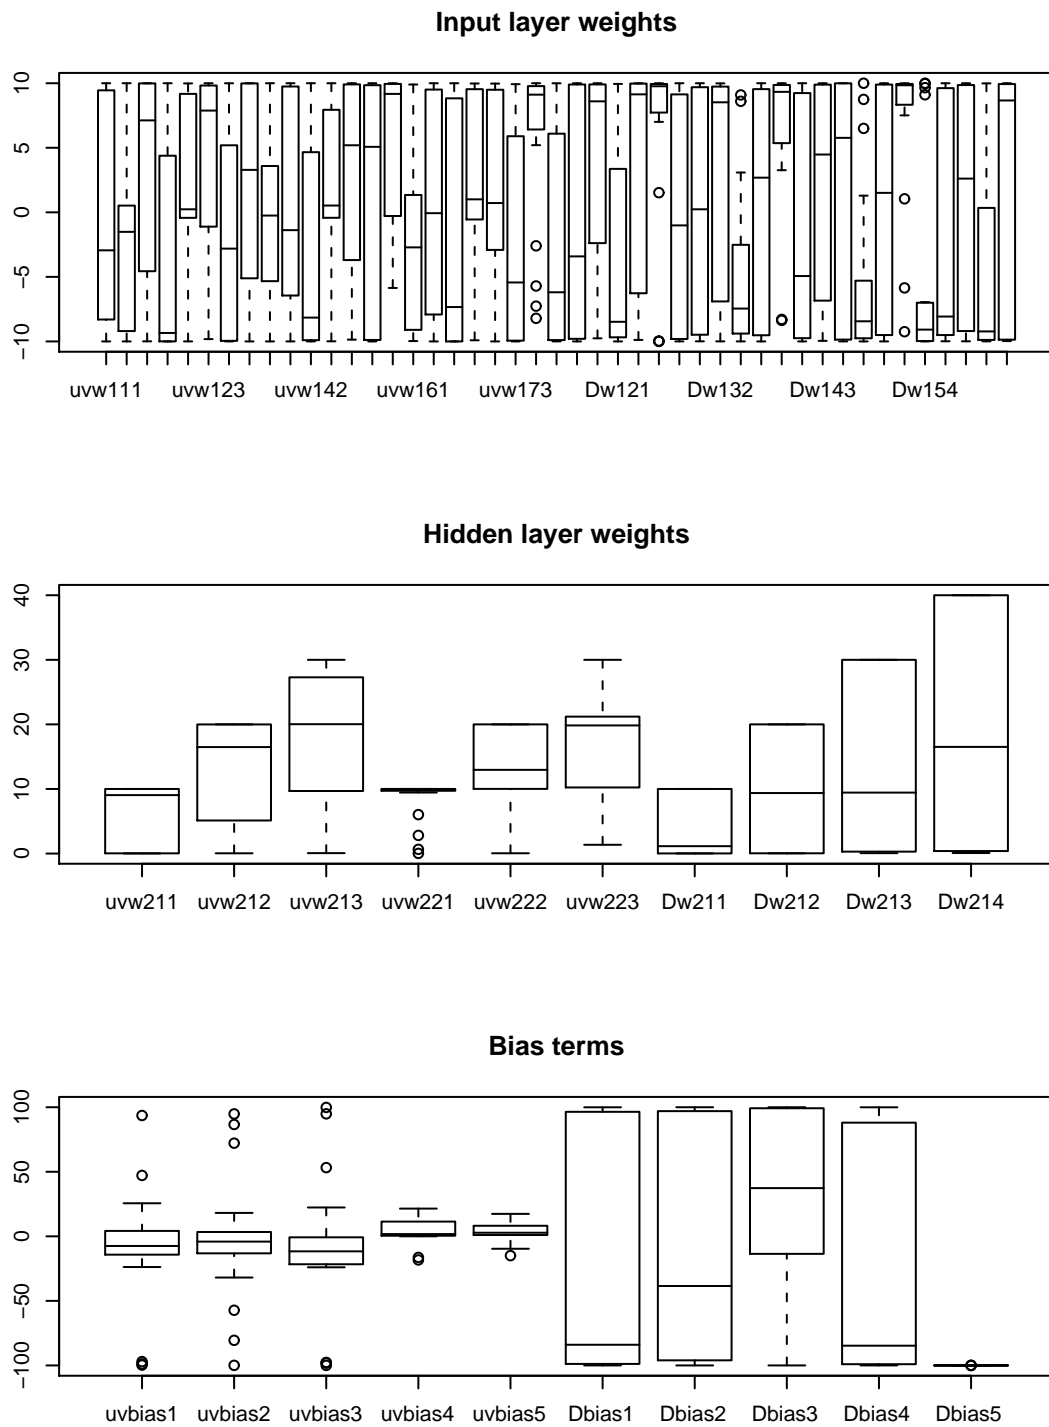 Input layer weights
10
5
0
−5
−10
uvw111 uvw123 uvw142 uvw161 uvw173 Dw121 Dw132 Dw143 Dw154
Hidden layer weights
40
30
20
10
0
uvw211 uvw212 uvw213 uvw221 uvw222 uvw223 Dw211 Dw212 Dw213 Dw214
Bias terms
100
50
0
−50
−100
uvbias1 uvbias2 uvbias3 uvbias4 uvbias5 Dbias1 Dbias2 Dbias3 Dbias4 Dbias5